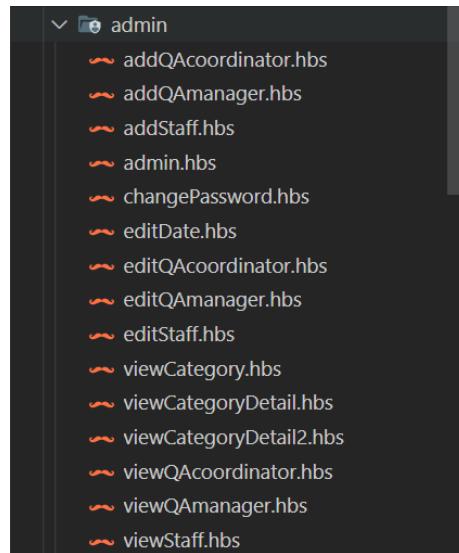 admin
addQAcoordinator.hbs
addQAmanager.hbs
addStaff.hbs
admin.hbs
changePassword.hbs
editDate.hbs
editQAcoordinator.hbs
editQAmanager.hbs
editStaff.hbs
viewCategory.hbs
viewCategoryDetail.hbs
viewCategoryDetail2.hbs
viewQAcoordinator.hbs
viewQAmanager.hbs
viewStaff.hbs